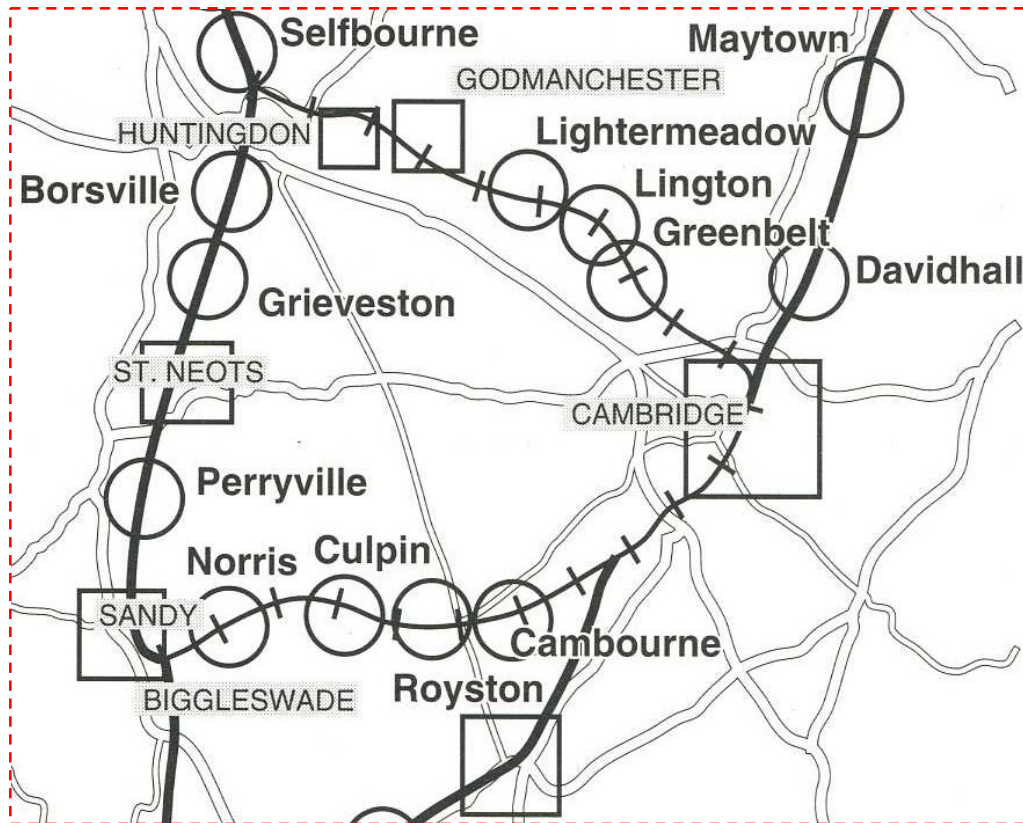 Selfbourne
Maytown
GODMANCHESTER
HUNTINGDON
Lightermeadow
Borsville
Lington
Greenbelt
Davidhall
Grieveston
ST. NEOTS
CAMBRIDGE
Perryville
Norris
Culpin
SANDY
Cambourne
Royston
BIGGLESWADE